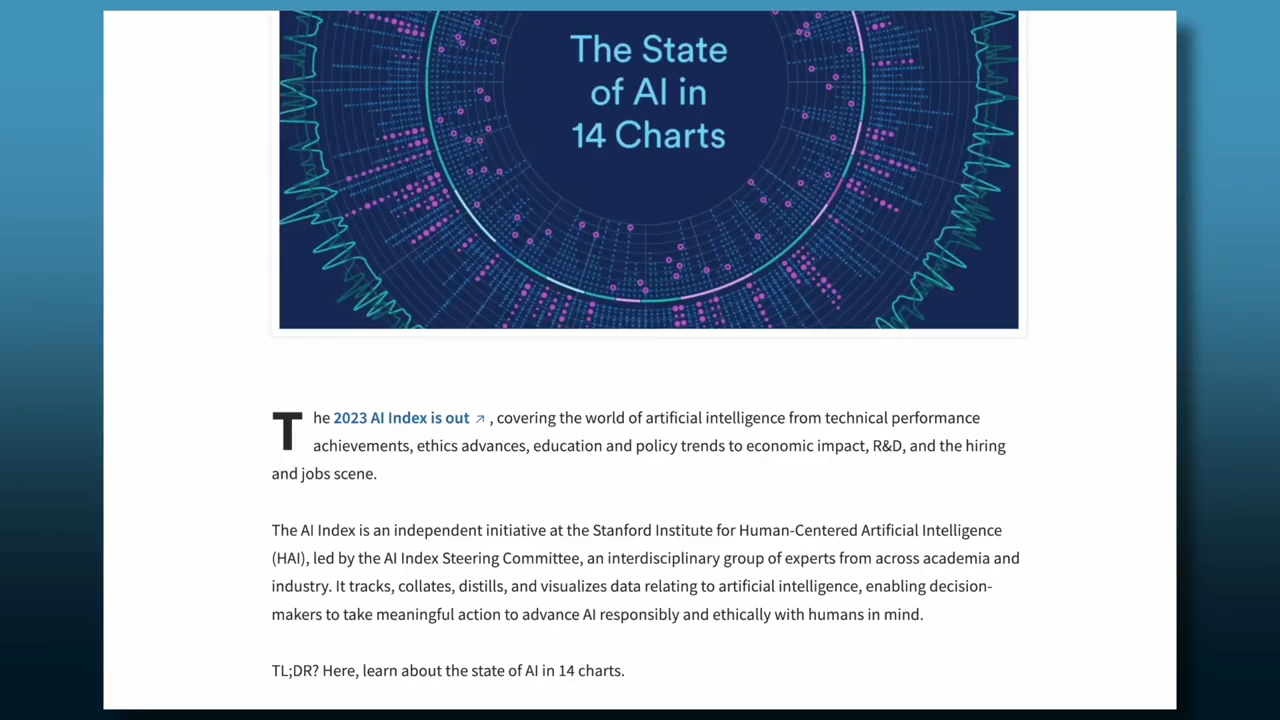 The State
of AI in
14 Charts
The 2023 AI Index is out ↗ , covering the world of artificial intelligence from technical performance
achievements, ethics advances, education and policy trends to economic impact, R&D, and the hiring
and jobs scene.
The AI Index is an independent initiative at the Stanford Institute for Human-Centered Artificial Intelligence
(HAI), led by the AI Index Steering Committee, an interdisciplinary group of experts from across academia and
industry. It tracks, collates, distills, and visualizes data relating to artificial intelligence, enabling decision-
makers to take meaningful action to advance AI responsibly and ethically with humans in mind.
TL;DR? Here, learn about the state of AI in 14 charts.